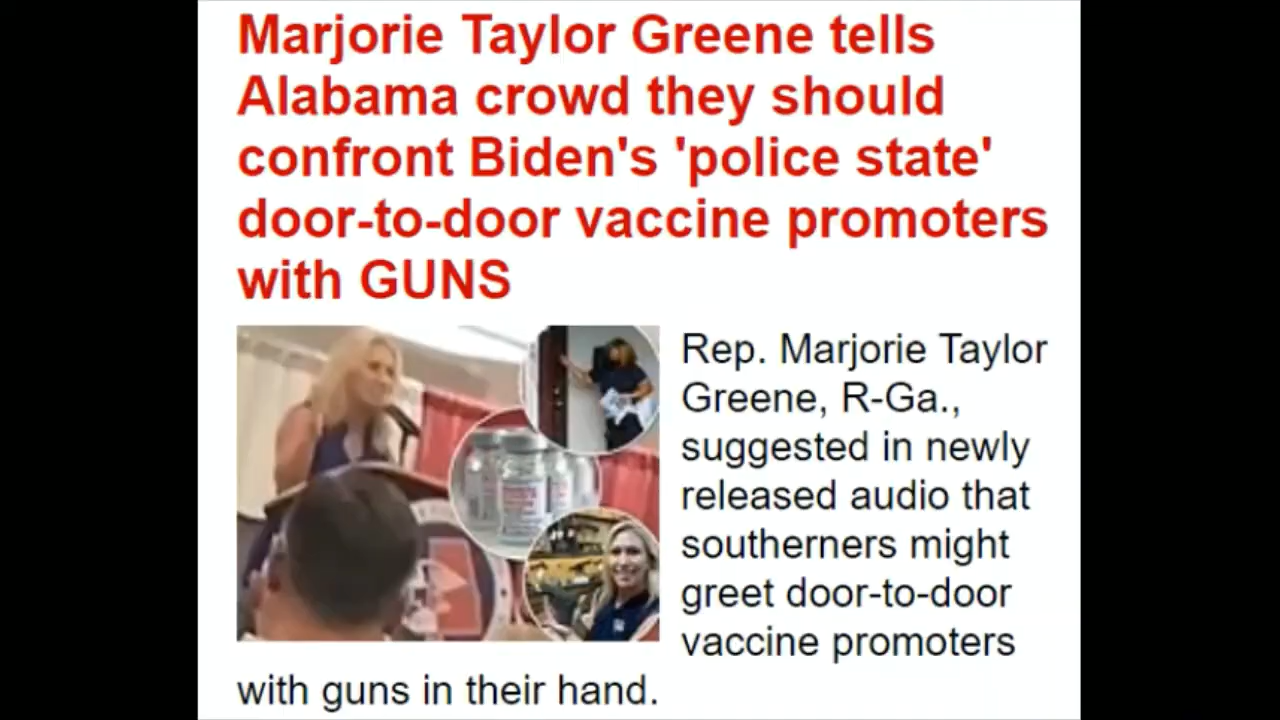 Marjorie Taylor Greene tells
Alabama crowd they should
confront Biden's 'police state'
door-to-door vaccine promoters
with GUNS
Rep. Marjorie Taylor
Greene, R-Ga.,
suggested in newly
released audio that
southerners might
greet door-to-door
vaccine promoters
with guns in their hand.